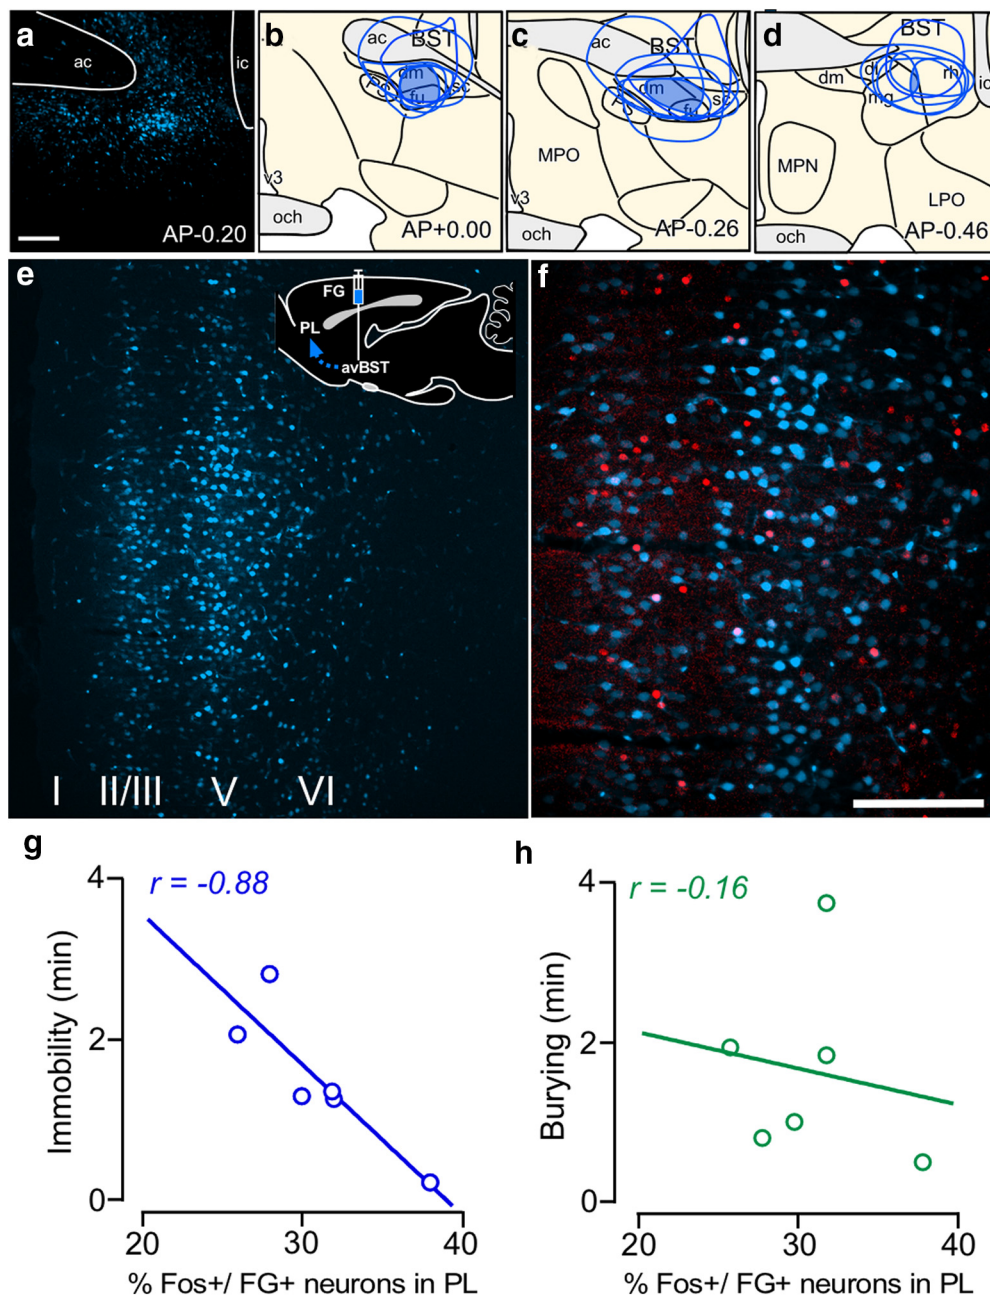 a
ac
ic
AP-0.20
b
ac
BST
dm
fu
sc
v3
och
AP+0.00
c
ac
BST
dm
fu
MPO
v3
och
AP-0.26
d
BST
dm
dl
rh
mg
ic
MPN
LPO
och
AP-0.46
e
FG
PL
avBST
I II/III V VI
f
g
r = -0.88
Immobility (min)
4
2
0
20 30 40
% Fos+/ FG+ neurons in PL
h
r = -0.16
Burying (min)
4
2
0
20 30 40
% Fos+/ FG+ neurons in PL